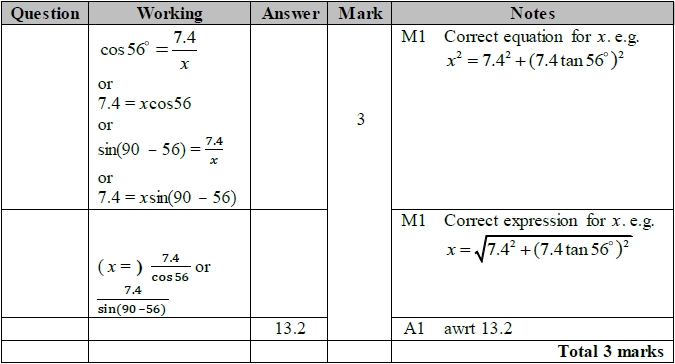 Question Working Answer Mark Notes
cos 56° = 7.4/x
or
7.4 = xcos56
or
sin(90 − 56) = 7.4/x
or
7.4 = xsin(90 − 56)
3
M1 Correct equation for x. e.g.
x² = 7.4² + (7.4 tan 56°)²
(x = ) 7.4/cos 56 or
7.4/sin(90−56)
M1 Correct expression for x. e.g.
x = √(7.4² + (7.4 tan 56°)²)
13.2 A1 awrt 13.2
Total 3 marks